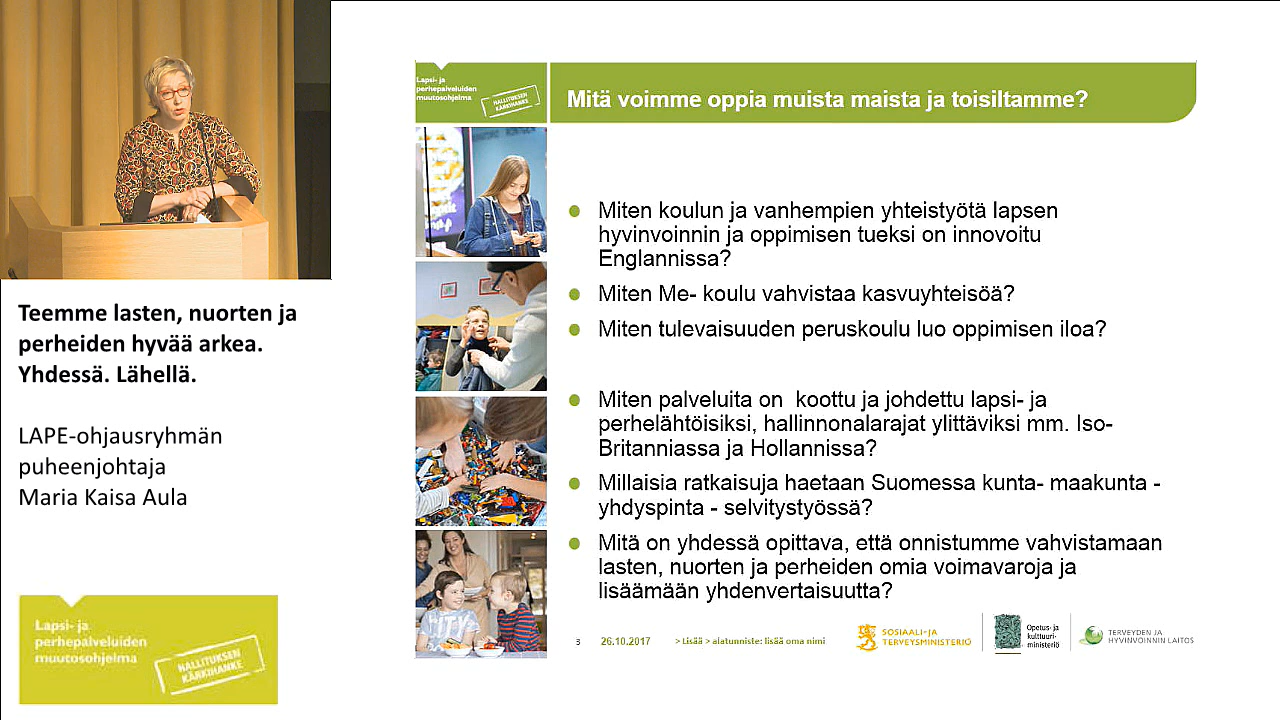 Teemme lasten, nuorten ja
perheiden hyvää arkea.
Yhdessä. Lähellä.
LAPE-ohjausryhmän
puheenjohtaja
Maria Kaisa Aula
Lapsi- ja
perhepalveluiden
muutosohjelma
HALLITUKSEN
KÄRKIHANKE
Lapsi- ja
perhepalveluiden
muutosohjelma
HALLITUKSEN
KÄRKIHANKE
Mitä voimme oppia muista maista ja toisiltamme?
Miten koulun ja vanhempien yhteistyötä lapsen
hyvinvoinnin ja oppimisen tueksi on innovoitu
Englannissa?
Miten Me- koulu vahvistaa kasvuyhteisöä?
Miten tulevaisuuden peruskoulu luo oppimisen iloa?
Miten palveluita on koottu ja johdettu lapsi- ja
perhelähtöisiksi, hallinnonalarajat ylittäviksi mm. Iso-
Britanniassa ja Hollannissa?
Millaisia ratkaisuja haetaan Suomessa kunta- maakunta -
yhdyspinta - selvitystyössä?
Mitä on yhdessä opittava, että onnistumme vahvistamaan
lasten, nuorten ja perheiden omia voimavaroja ja
lisäämään yhdenvertaisuutta?
3 26.10.2017 > Lisää > alatunniste: lisää oma nimi
SOSIAALI- JA
TERVEYSMINISTERIÖ
Opetus- ja
kulttuuri-
ministeriö
TERVEYDEN JA
HYVINVOINNIN LAITOS